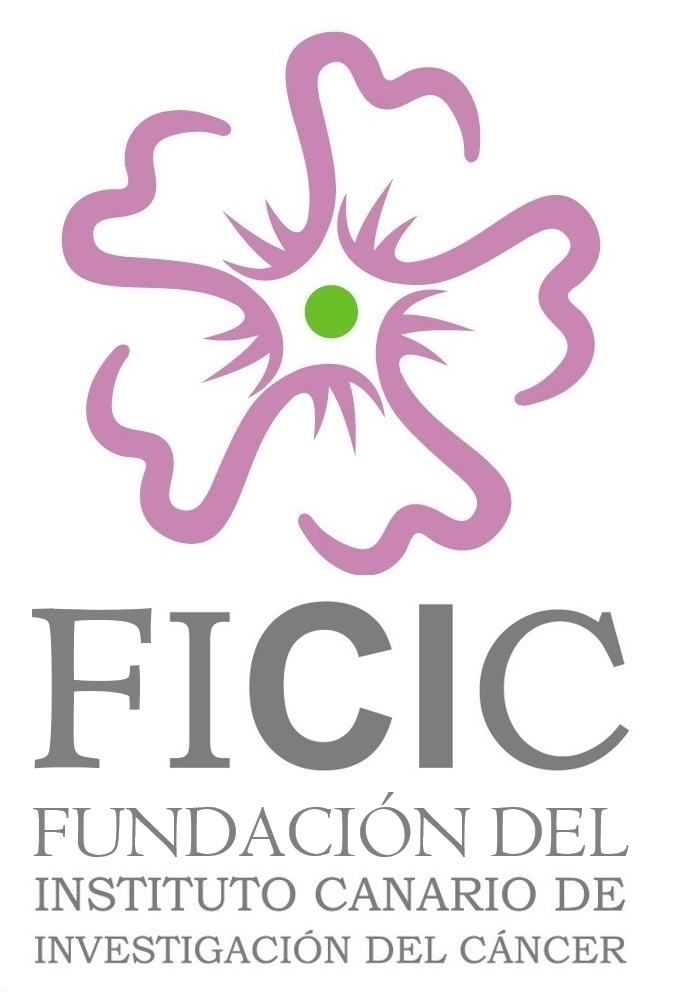 FICIC
FUNDACIÓN DEL
INSTITUTO CANARIO DE
INVESTIGACIÓN DEL CÁNCER